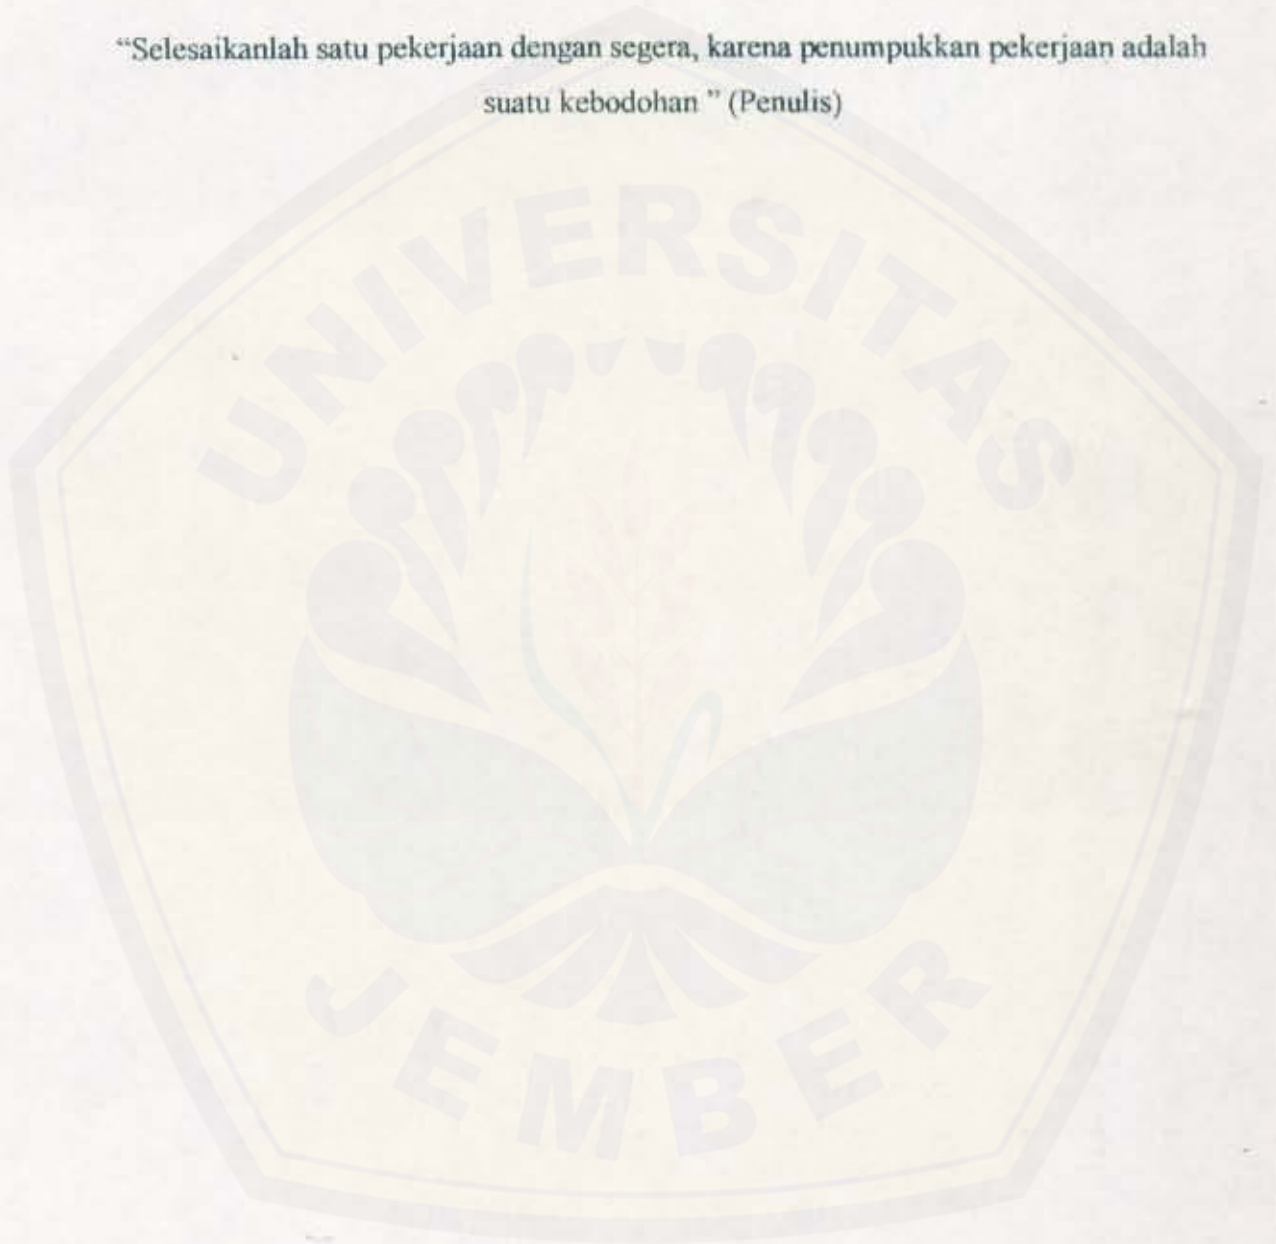 “Selesaikanlah satu pekerjaan dengan segera, karena penumpukkan pekerjaan adalah
suatu kebodohan ” (Penulis)
UNIVERSITAS
JEMBER